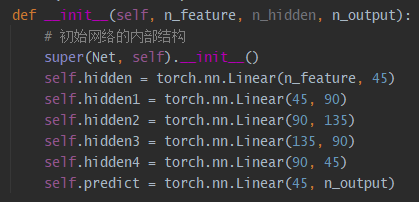 def __init__(self, n_feature, n_hidden, n_output):
# 初始网络的内部结构
super(Net, self).__init__()
self.hidden = torch.nn.Linear(n_feature, 45)
self.hidden1 = torch.nn.Linear(45, 90)
self.hidden2 = torch.nn.Linear(90, 135)
self.hidden3 = torch.nn.Linear(135, 90)
self.hidden4 = torch.nn.Linear(90, 45)
self.predict = torch.nn.Linear(45, n_output)